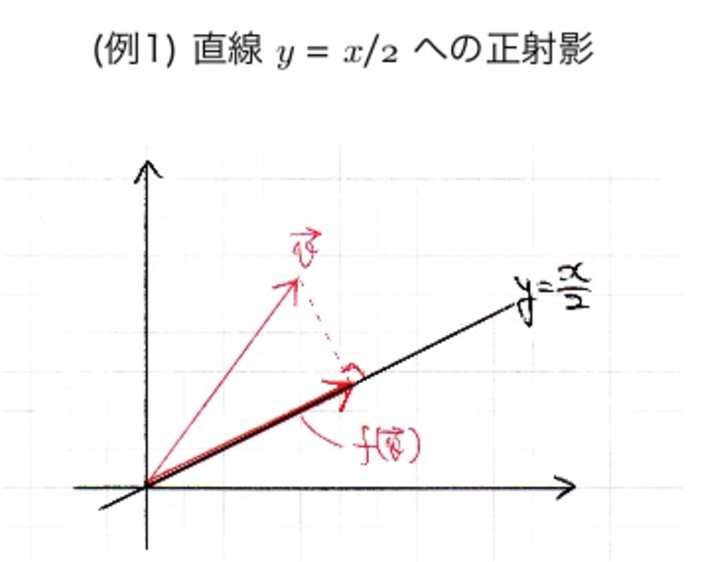 (例1) 直線 y = x/2 への正射影
v⃗
y=x/2
f(v⃗)